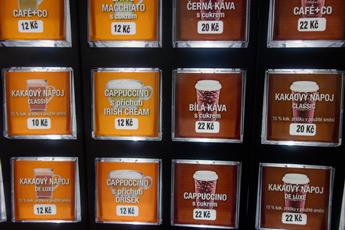 CAFÉ+CO
12 Kč
MACCHIATO
s cukrem
12 Kč
ČERNÁ KÁVA
s cukrem
20 Kč
CAFÉ+CO
22 Kč
KAKAOVÝ NÁPOJ
CLASSIC
10 Kč
CAPPUCCINO
s příchutí
IRISH CREAM
12 Kč
BÍLÁ KÁVA
s cukrem
22 Kč
KAKAOVÝ NÁPOJ
CLASSIC
20 Kč
KAKAOVÝ NÁPOJ
DE LUXE
12 Kč
CAPPUCCINO
s příchutí
OŘÍŠEK
12 Kč
CAPPUCCINO
s cukrem
22 Kč
KAKAOVÝ NÁPOJ
DE LUXE
22 Kč